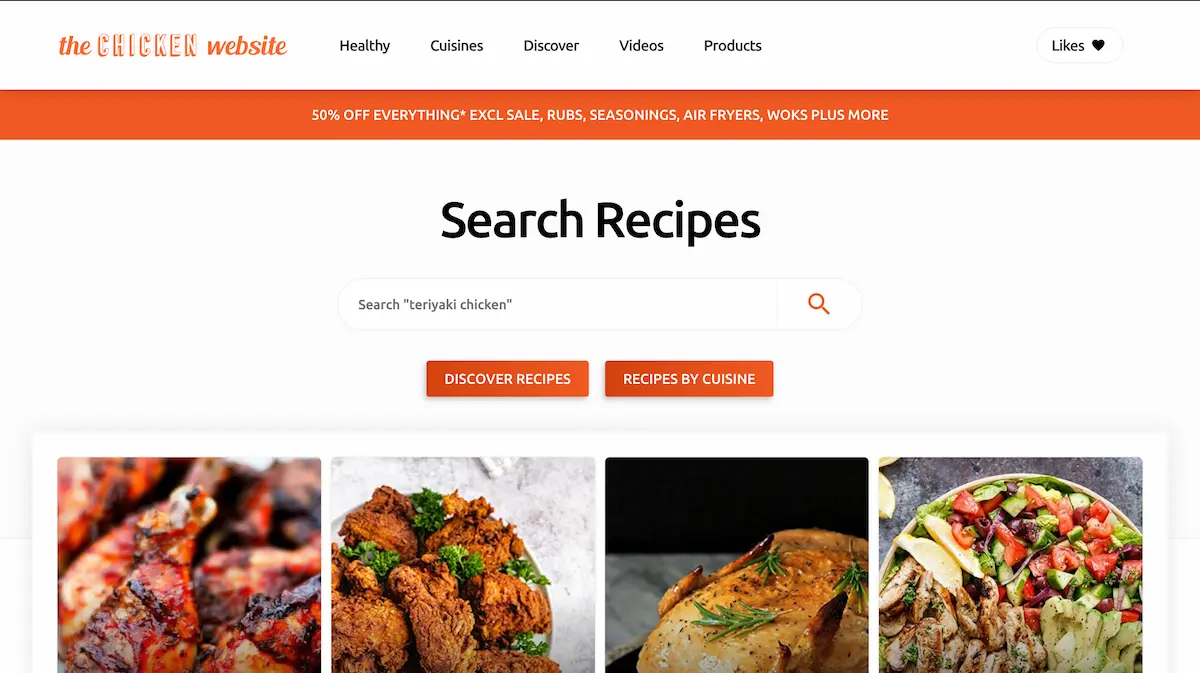 the CHICKEN website
Healthy
Cuisines
Discover
Videos
Products
Likes
50% OFF EVERYTHING* EXCL SALE, RUBS, SEASONINGS, AIR FRYERS, WOKS PLUS MORE
Search Recipes
Search "teriyaki chicken"
DISCOVER RECIPES
RECIPES BY CUISINE